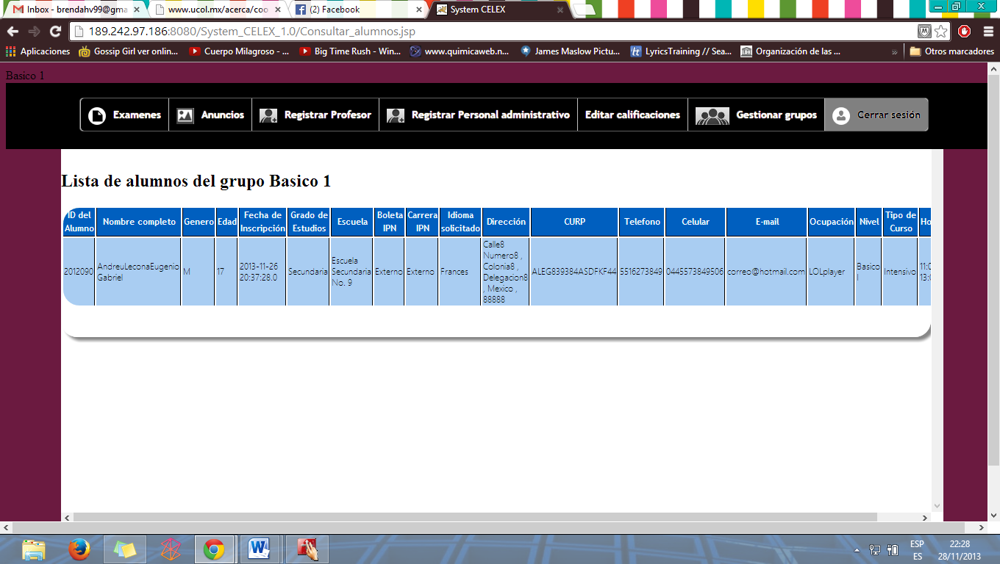 Inbox - brendahv99@gma
www.ucol.mx/acerca/coo
(2) Facebook
System CELEX
189.242.97.186:8080/System_CELEX_1.0/Consultar_alumnos.jsp
Aplicaciones
Gossip Girl ver onlin...
Cuerpo Milagroso - ...
Big Time Rush - Win...
www.quimicaweb.n...
James Maslow Pictu...
LyricsTraining // Sea...
Organización de las ...
»
Otros marcadores
Basico 1
Examenes
Anuncios
Registrar Profesor
Registrar Personal administrativo
Editar calificaciones
Gestionar grupos
Cerrar sesión
Lista de alumnos del grupo Basico 1
ID del
Alumno
Nombre completo
Genero
Edad
Fecha de
Inscripción
Grado de
Estudios
Escuela
Boleta
IPN
Carrera
IPN
Idioma
solicitado
Dirección
CURP
Telefono
Celular
E-mail
Ocupación
Nivel
Tipo de
Curso
Ho
2012090
AndreuLeconaEugenio
Gabriel
M
17
2013-11-26
20:37:28.0
Secundaria
Escuela
Secundaria
No. 9
Externo
Externo
Frances
Calle8
Numero8 ,
Colonia8 ,
Delegacion8
, Mexico ,
88888
ALEG839384ASDFKF44
5516273849
0445573849506
correo@hotmail.com
LOLplayer
Basico
1
Intensivo
11:0
13:0
ESP
ES
22:28
28/11/2013